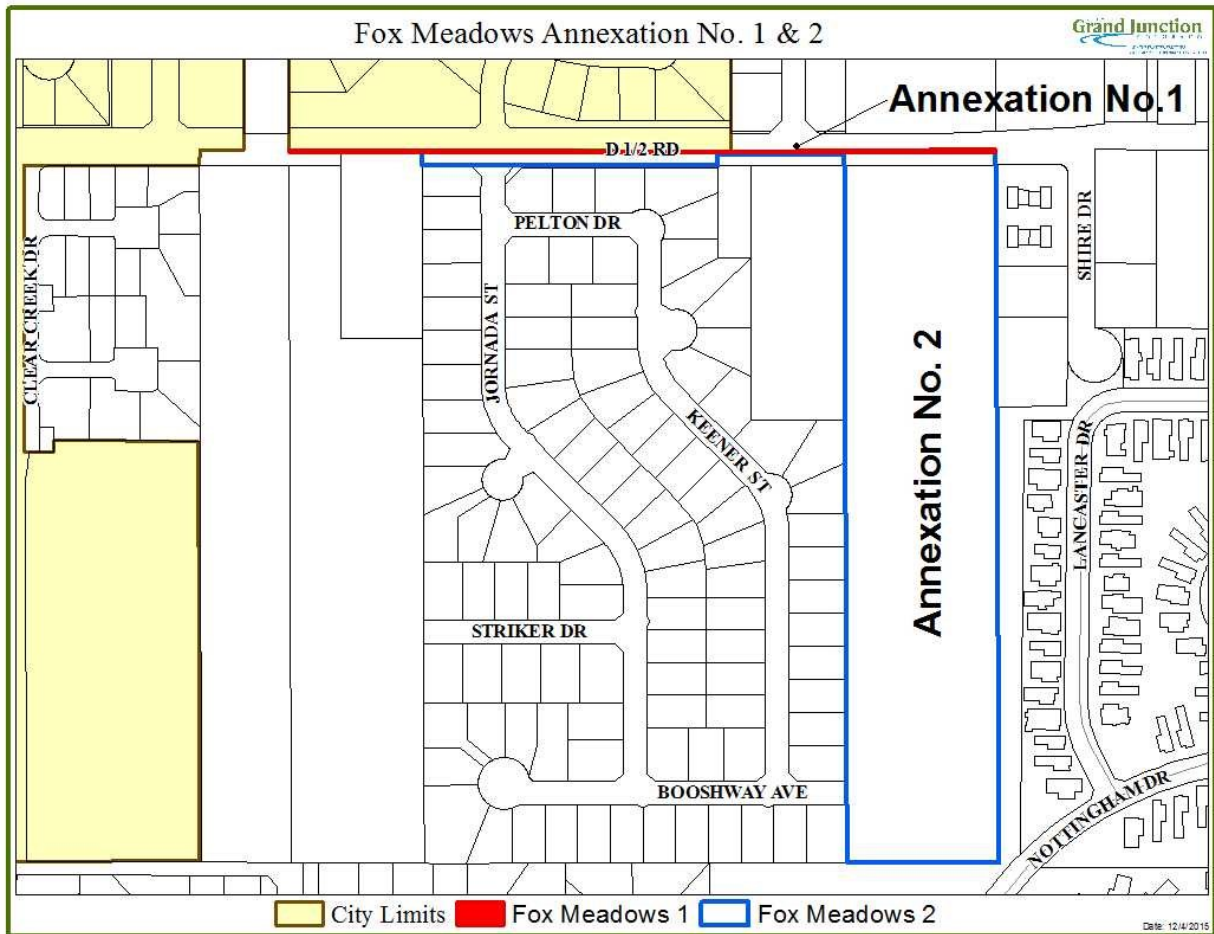 Fox Meadows Annexation No. 1 & 2
Grand Junction
COLORADO
Annexation No.1
D 1/2 RD
PELTON DR
SHIRE DR
CLEAR CREEK DR
JORNADA ST
Annexation No. 2
KEENER ST
LANCASTER DR
STRIKER DR
BOOSHWAY AVE
NOTTINGHAM DR
City Limits
Fox Meadows 1
Fox Meadows 2
Date: 12/4/2015